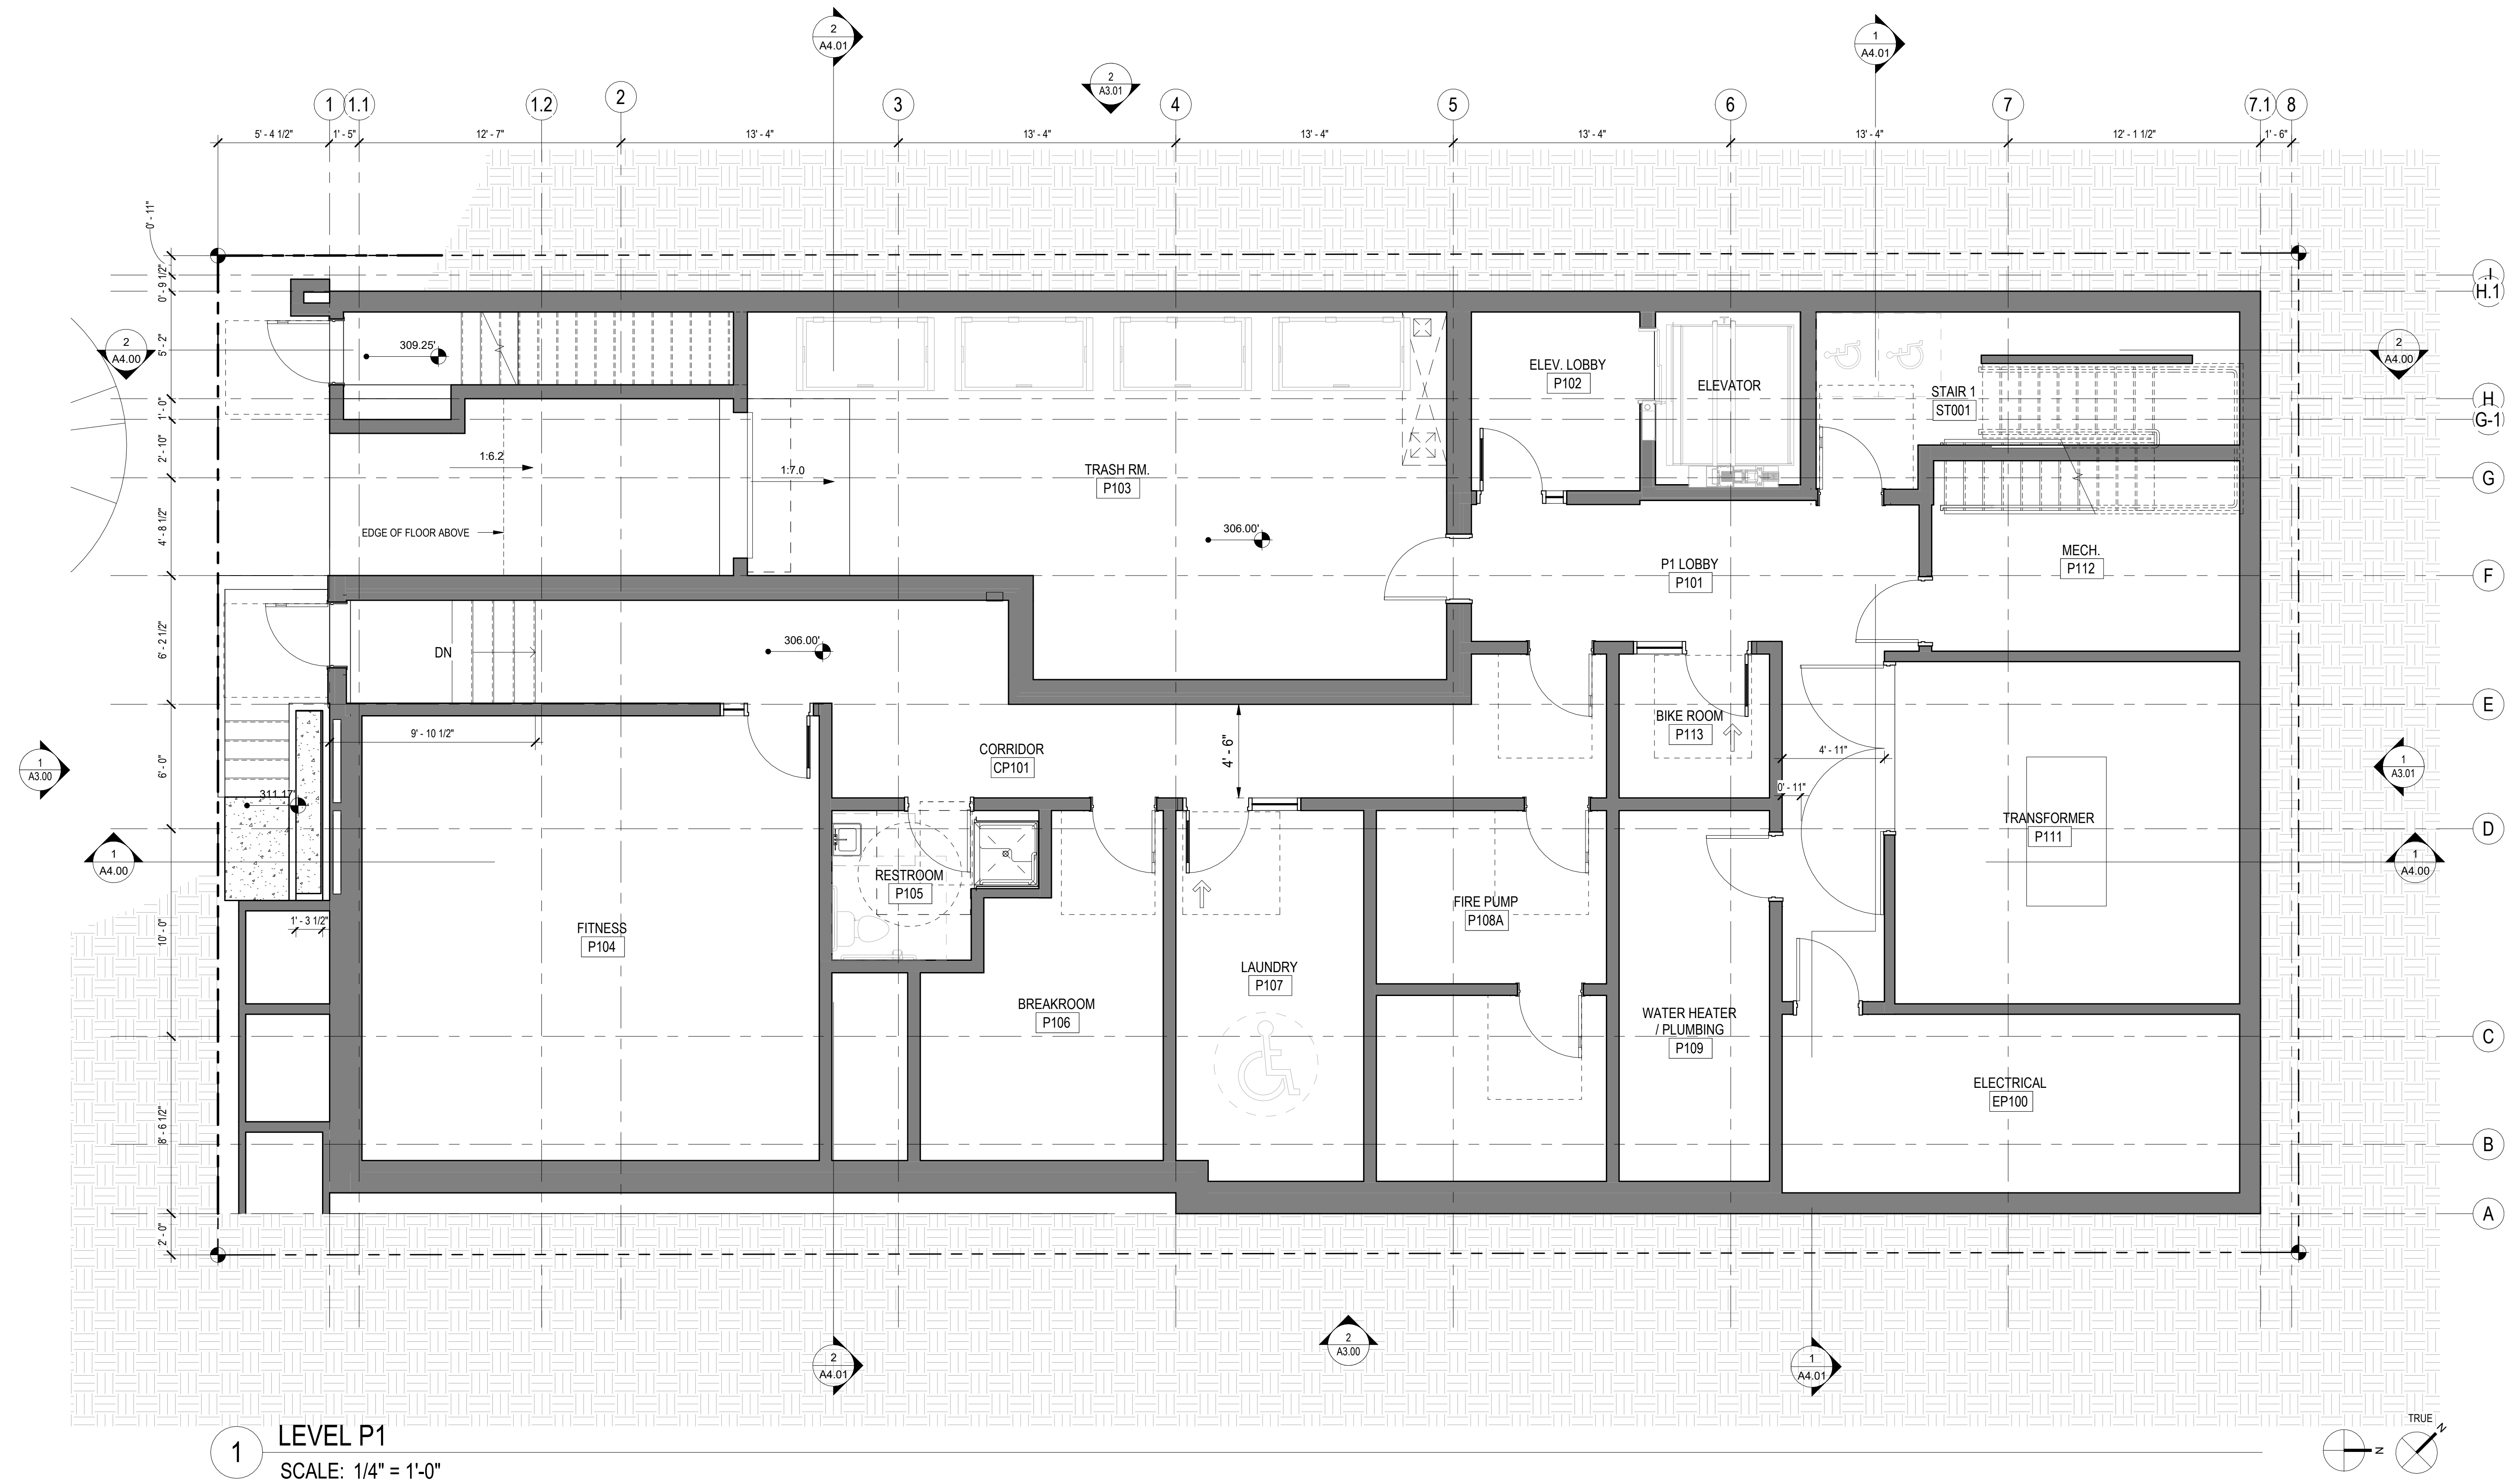 2
A4.01
1
A4.01
2
A3.01
1
1.1
1.2
2
3
4
5
6
7
7.1
8
5' - 4 1/2"
1' - 5"
12' - 7"
13' - 4"
13' - 4"
13' - 4"
13' - 4"
13' - 4"
12' - 1 1/2"
1' - 6"
0' - 11"
0' - 9 1/2"
5' - 2"
1' - 0"
2' - 10"
4' - 8 1/2"
6' - 2 1/2"
6' - 0"
10' - 0"
8' - 6 1/2"
2' - 0"
I
H.1
H
G-1
G
F
E
D
C
B
A
2
A4.00
2
A4.00
309.25'
ELEV. LOBBY
P102
ELEVATOR
STAIR 1
ST001
1:6.2
1:7.0
TRASH RM.
P103
EDGE OF FLOOR ABOVE
306.00'
P1 LOBBY
P101
MECH.
P112
DN
306.00'
9' - 10 1/2"
CORRIDOR
CP101
4' - 6"
BIKE ROOM
P113
4' - 11"
0' - 11"
1
A3.00
1
A3.01
311.17'
TRANSFORMER
P111
1
A4.00
1
A4.00
RESTROOM
P105
FIRE PUMP
P108A
1' - 3 1/2"
FITNESS
P104
LAUNDRY
P107
BREAKROOM
P106
WATER HEATER
/ PLUMBING
P109
ELECTRICAL
EP100
2
A4.01
2
A3.00
1
A4.01
1
LEVEL P1
SCALE: 1/4" = 1'-0"
N
TRUE
N